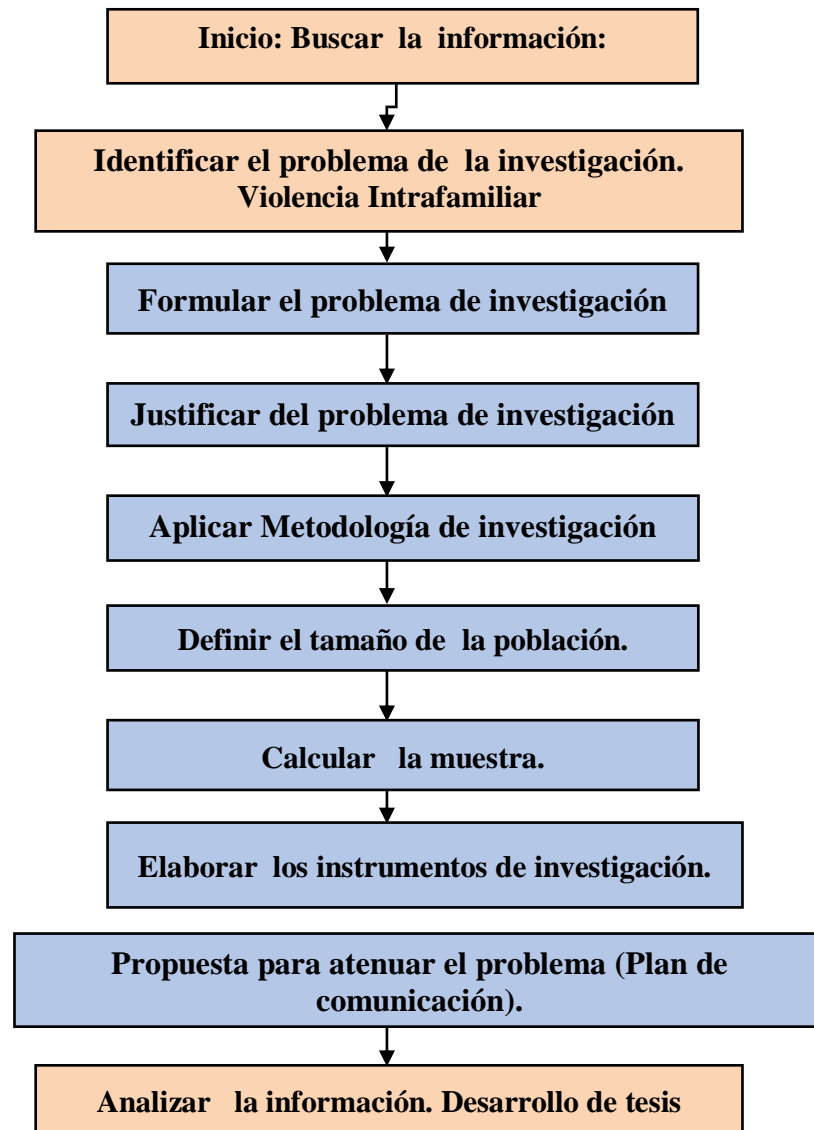 Inicio: Buscar la información:
Identificar el problema de la investigación.
Violencia Intrafamiliar
Formular el problema de investigación
Justificar del problema de investigación
Aplicar Metodología de investigación
Definir el tamaño de la población.
Calcular la muestra.
Elaborar los instrumentos de investigación.
Propuesta para atenuar el problema (Plan de
comunicación).
Analizar la información. Desarrollo de tesis